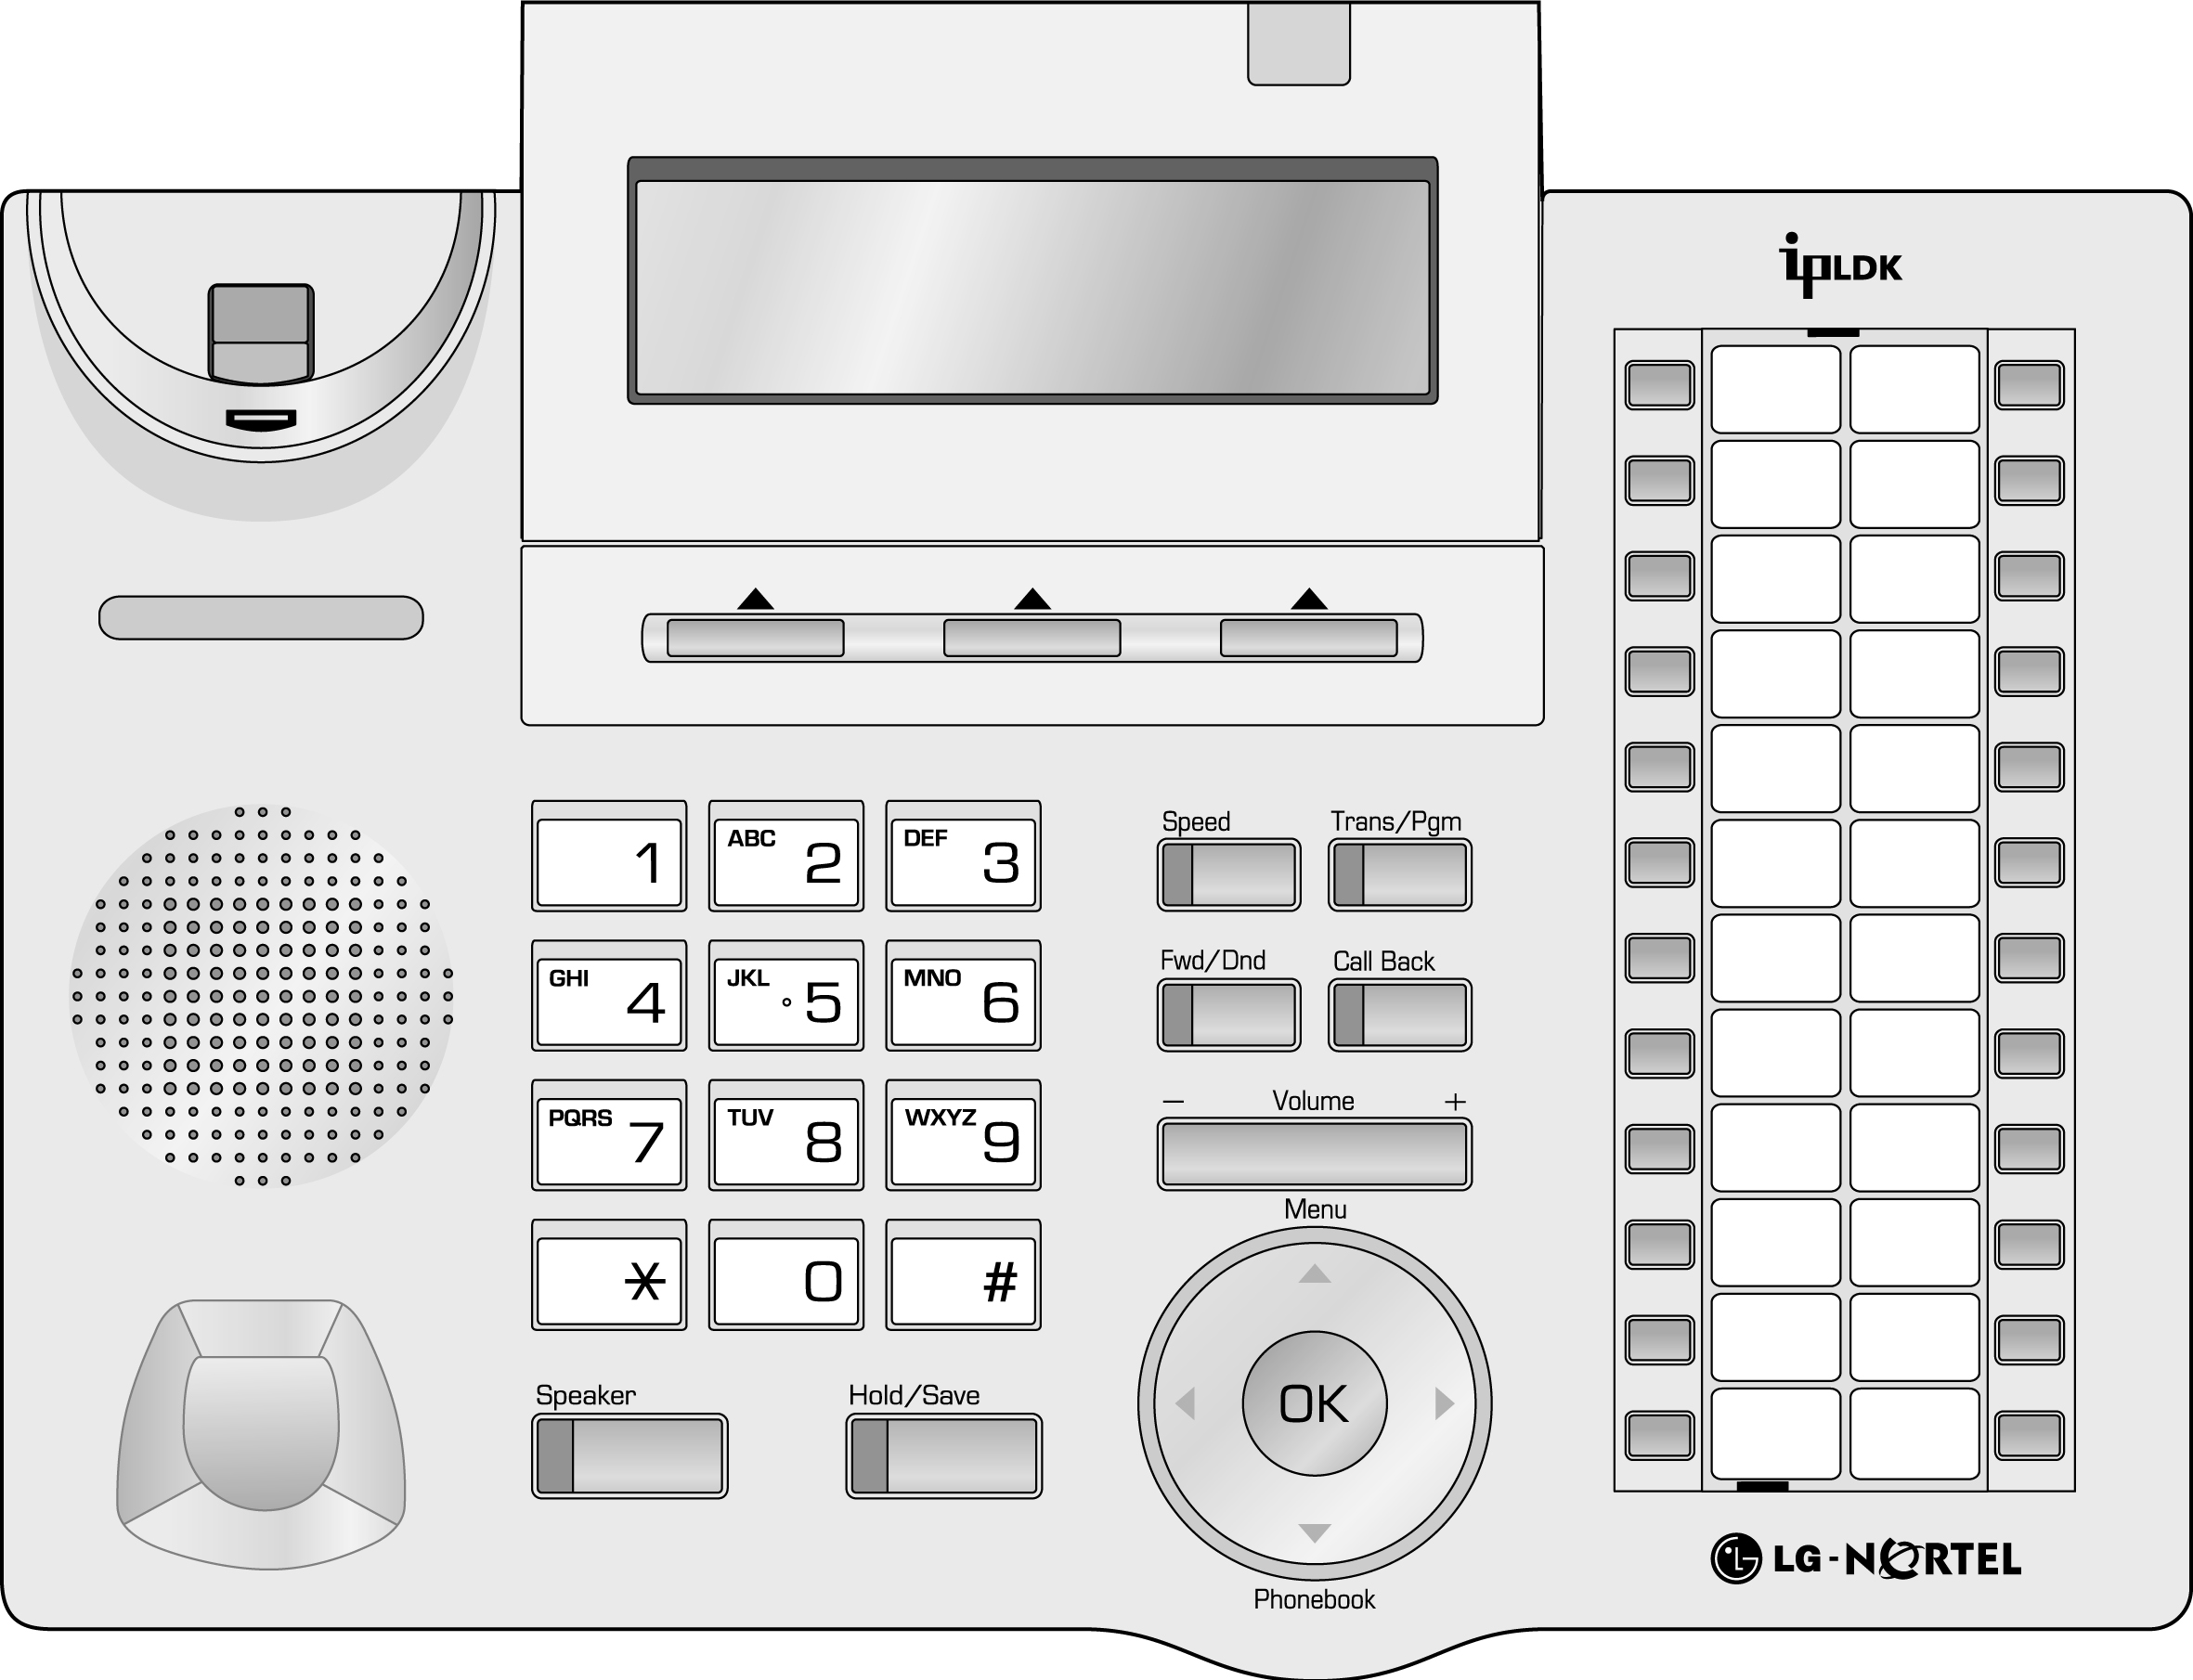 ipLDK
1
ABC 2
DEF 3
GHI 4
JKL 5
MNO 6
PQRS 7
TUV 8
WXYZ 9
*
0
#
Speaker
Hold/Save
Speed
Trans/Pgm
Fwd/Dnd
Call Back
– Volume +
Menu
OK
Phonebook
LG-NORTEL